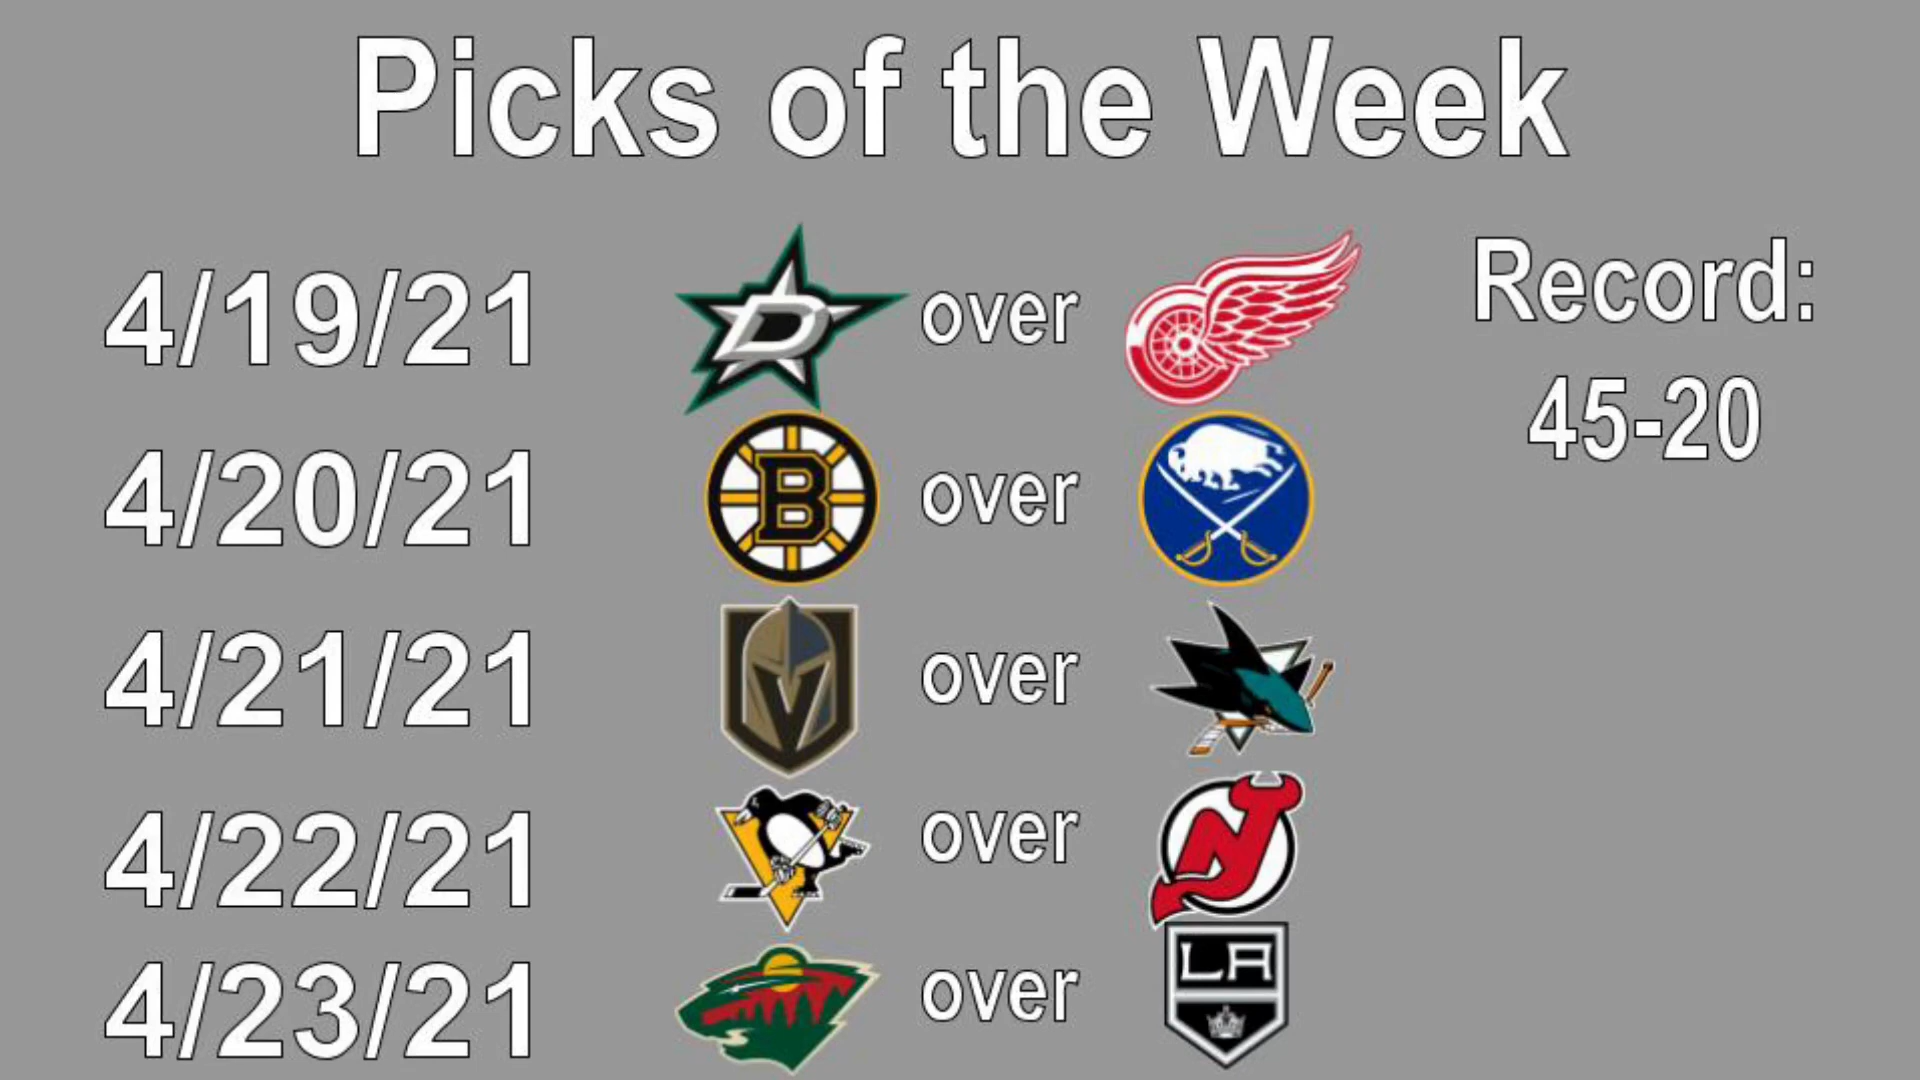 Picks of the Week
4/19/21 over Record:
45-20
4/20/21 over
4/21/21 over
4/22/21 over
4/23/21 over
LA